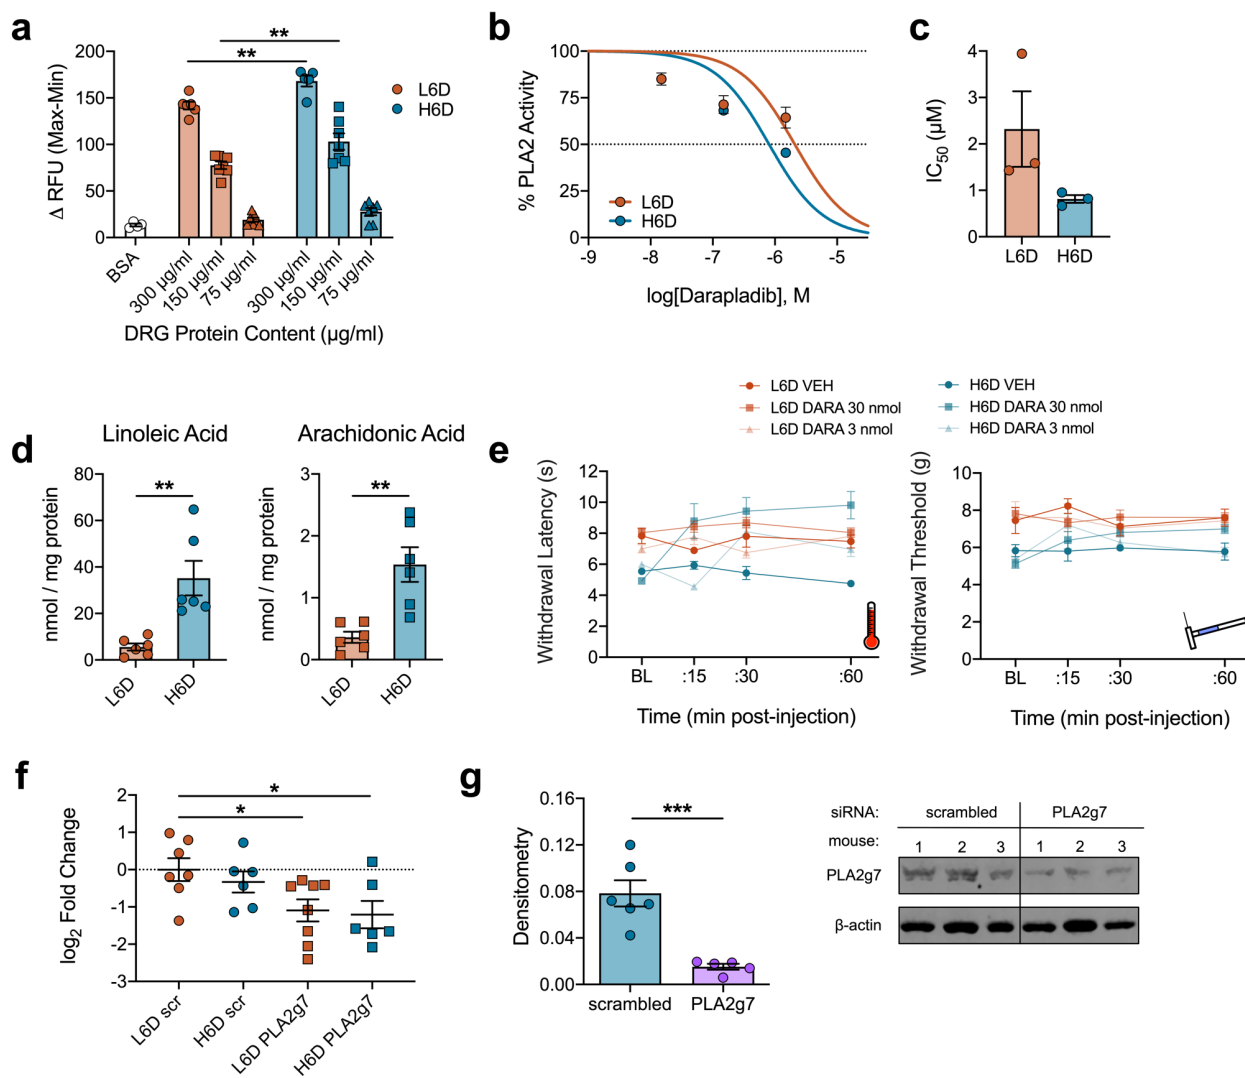 a
Δ RFU (Max-Min)
200
150
100
50
0
**
**
L6D
H6D
BSA
300 µg/ml
150 µg/ml
75 µg/ml
300 µg/ml
150 µg/ml
75 µg/ml
DRG Protein Content (µg/ml)
b
% PLA2 Activity
100
75
50
25
0
L6D
H6D
-9
-8
-7
-6
-5
log[Darapladib], M
c
IC50 (µM)
4
3
2
1
0
L6D
H6D
d
Linoleic Acid
nmol / mg protein
80
60
40
20
0
**
L6D
H6D
Arachidonic Acid
nmol / mg protein
3
2
1
0
**
L6D
H6D
e
L6D VEH
L6D DARA 30 nmol
L6D DARA 3 nmol
H6D VEH
H6D DARA 30 nmol
H6D DARA 3 nmol
Withdrawal Latency (s)
12
10
8
6
4
2
0
BL
:15
:30
:60
Time (min post-injection)
Withdrawal Threshold (g)
10
8
6
4
2
0
BL
:15
:30
:60
Time (min post-injection)
f
log2 Fold Change
2
1
0
-1
-2
-3
*
*
L6D scr
H6D scr
L6D PLA2g7
H6D PLA2g7
g
Densitometry
0.16
0.12
0.08
0.04
0.00
***
scrambled
PLA2g7
siRNA: scrambled PLA2g7
mouse: 1 2 3 1 2 3
PLA2g7
β-actin